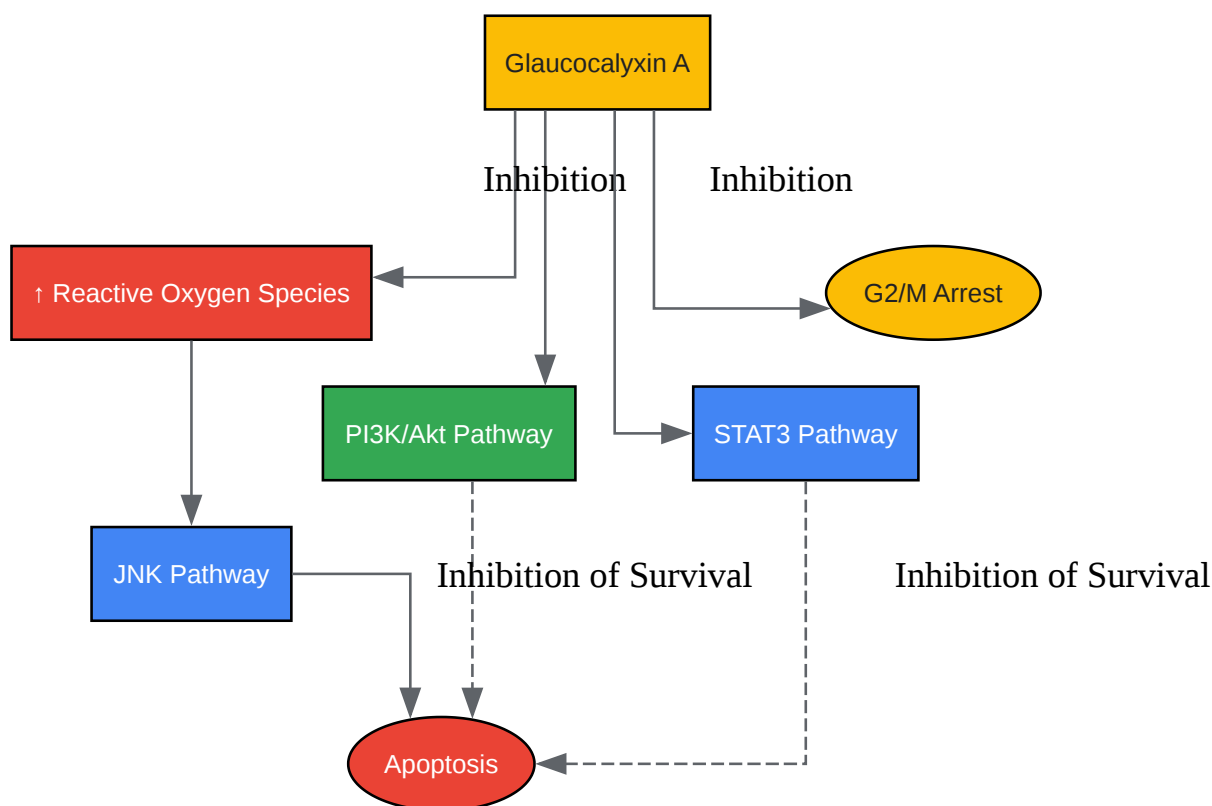 Glaucocalyxin A
Inhibition
Inhibition
↑ Reactive Oxygen Species
G2/M Arrest
PI3K/Akt Pathway
STAT3 Pathway
JNK Pathway
Inhibition of Survival
Inhibition of Survival
Apoptosis